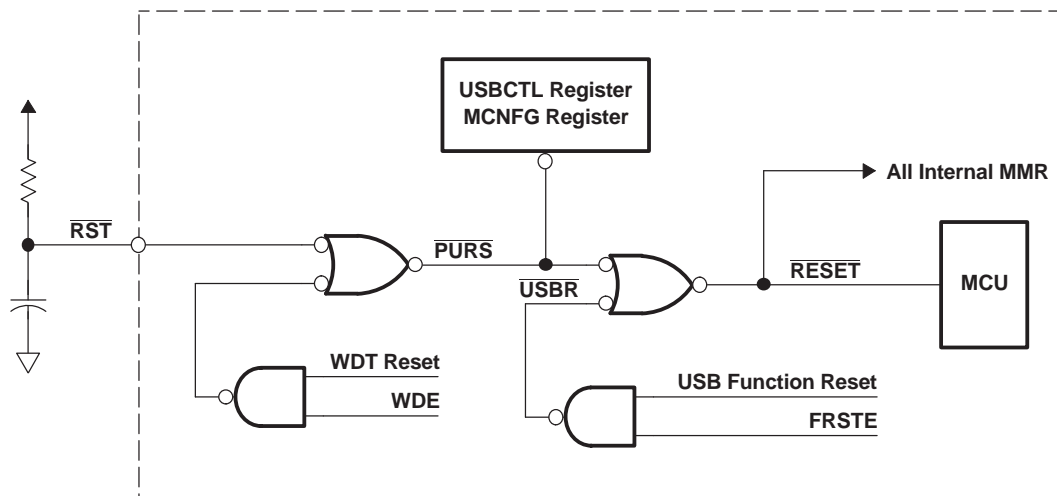 USBCTL Register
MCNFG Register
All Internal MMR
RST
PURS
USBR
RESET
MCU
WDT Reset
WDE
USB Function Reset
FRSTE